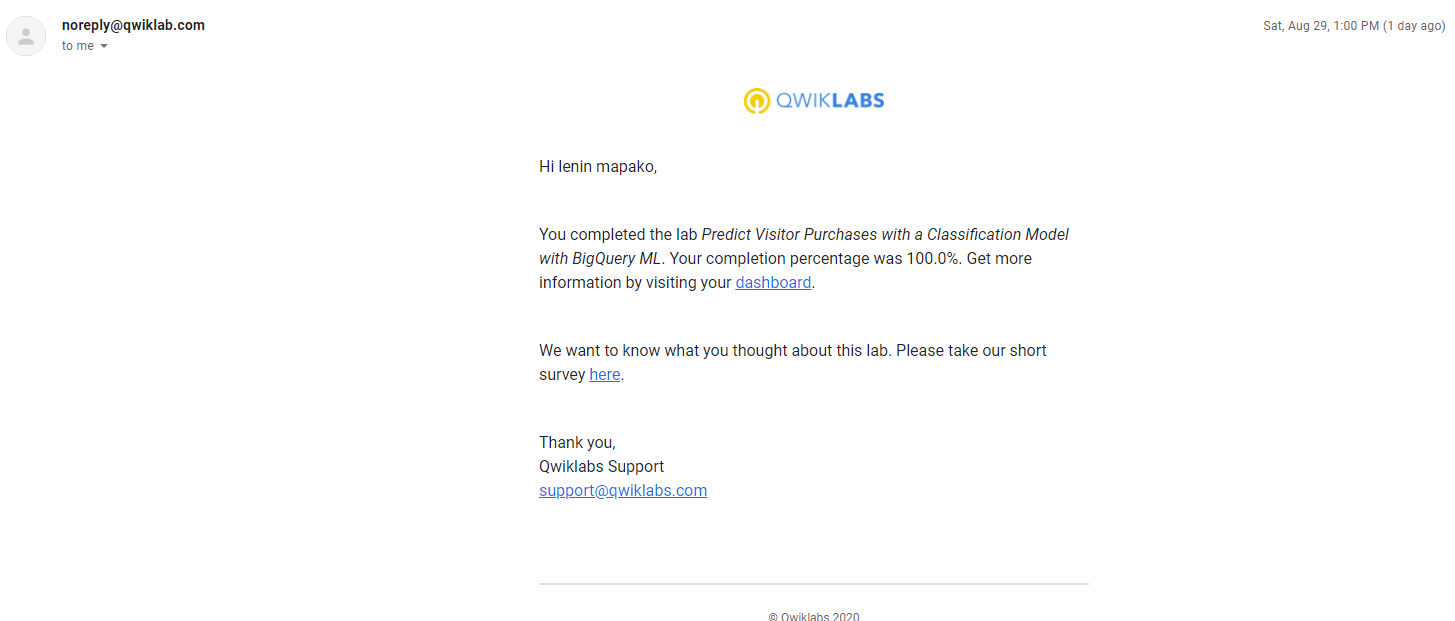 noreply@qwiklab.com
Sat, Aug 29, 1:00 PM (1 day ago)
to me
QWIKLABS
Hi lenin mapako,
You completed the lab Predict Visitor Purchases with a Classification Model
with BigQuery ML. Your completion percentage was 100.0%. Get more
information by visiting your dashboard.
We want to know what you thought about this lab. Please take our short
survey here.
Thank you,
Qwiklabs Support
support@qwiklabs.com
© Qwiklabs 2020